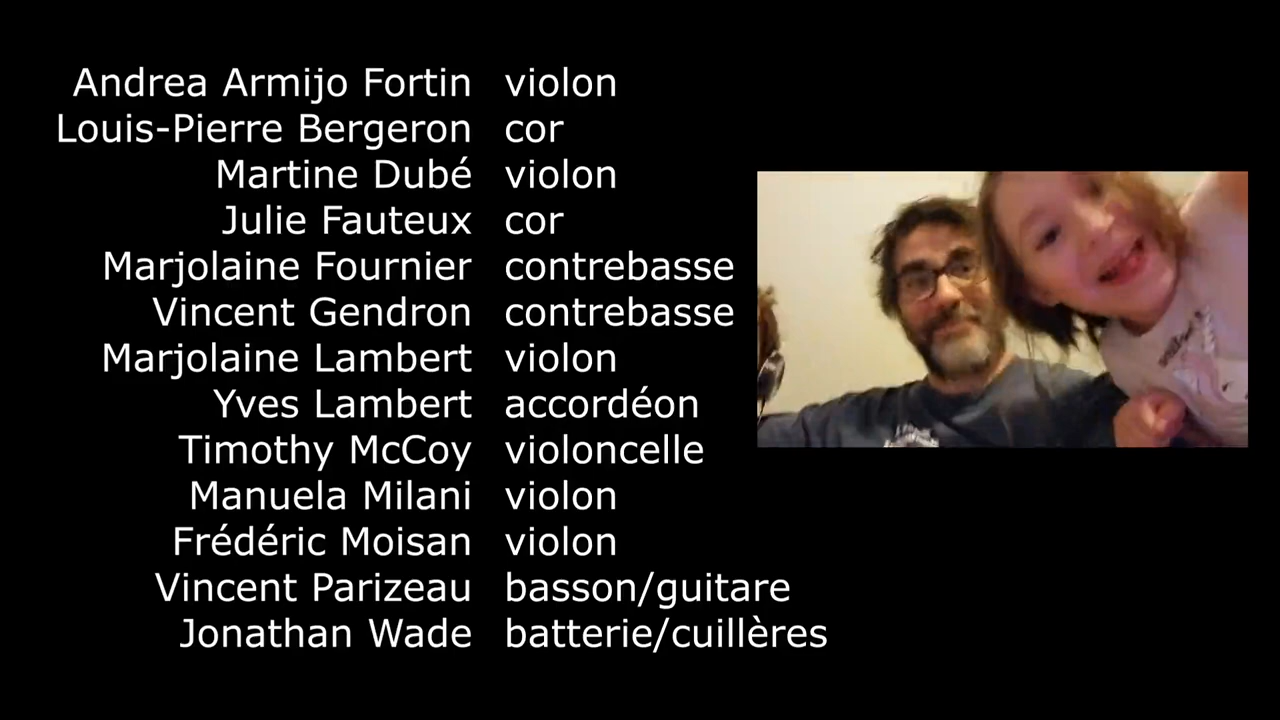 Andrea Armijo Fortin violon
Louis-Pierre Bergeron cor
Martine Dubé violon
Julie Fauteux cor
Marjolaine Fournier contrebasse
Vincent Gendron contrebasse
Marjolaine Lambert violon
Yves Lambert accordéon
Timothy McCoy violoncelle
Manuela Milani violon
Frédéric Moisan violon
Vincent Parizeau basson/guitare
Jonathan Wade batterie/cuillères